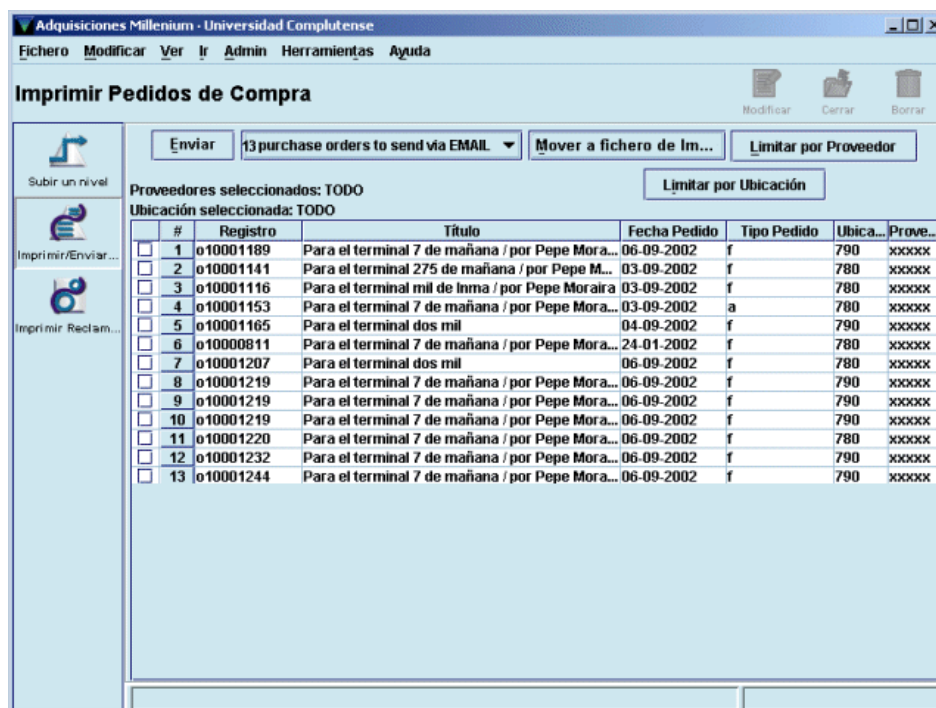 Adquisiciones Millenium - Universidad Complutense
Fichero Modificar Ver Ir Admin Herramientas Ayuda
Imprimir Pedidos de Compra
Modificar Cerrar Borrar
Subir un nivel
Imprimir/Enviar...
Imprimir Reclam...
Enviar 13 purchase orders to send via EMAIL Mover a fichero de Im... Limitar por Proveedor
Proveedores seleccionados: TODO Limitar por Ubicación
Ubicación seleccionada: TODO
# Registro Título Fecha Pedido Tipo Pedido Ubica... Prove...
1 o10001189 Para el terminal 7 de mañana / por Pepe Mora... 06-09-2002 f 790 xxxxx
2 o10001141 Para el terminal 275 de mañana / por Pepe M... 03-09-2002 f 780 xxxxx
3 o10001116 Para el terminal mil de Inma / por Pepe Moraira 03-09-2002 f 780 xxxxx
4 o10001153 Para el terminal 7 de mañana / por Pepe Mora... 03-09-2002 a 780 xxxxx
5 o10001165 Para el terminal dos mil 04-09-2002 f 790 xxxxx
6 o10000811 Para el terminal 7 de mañana / por Pepe Mora... 24-01-2002 f 780 xxxxx
7 o10001207 Para el terminal dos mil 06-09-2002 f 780 xxxxx
8 o10001219 Para el terminal 7 de mañana / por Pepe Mora... 06-09-2002 f 790 xxxxx
9 o10001219 Para el terminal 7 de mañana / por Pepe Mora... 06-09-2002 f 790 xxxxx
10 o10001219 Para el terminal 7 de mañana / por Pepe Mora... 06-09-2002 f 790 xxxxx
11 o10001220 Para el terminal 7 de mañana / por Pepe Mora... 06-09-2002 f 780 xxxxx
12 o10001232 Para el terminal 7 de mañana / por Pepe Mora... 06-09-2002 f 790 xxxxx
13 o10001244 Para el terminal 7 de mañana / por Pepe Mora... 06-09-2002 f 790 xxxxx